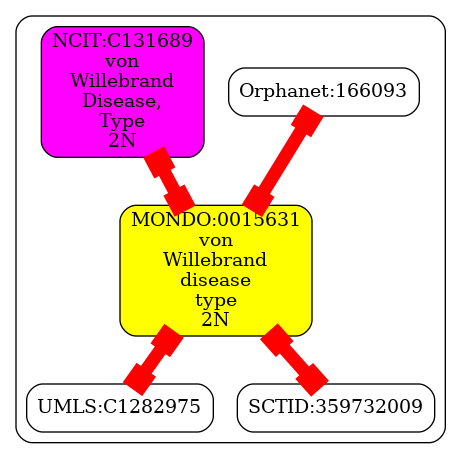 NCIT:C131689
von
Willebrand
Disease,
Type
2N
Orphanet:166093
MONDO:0015631
von
Willebrand
disease
type
2N
UMLS:C1282975
SCTID:359732009